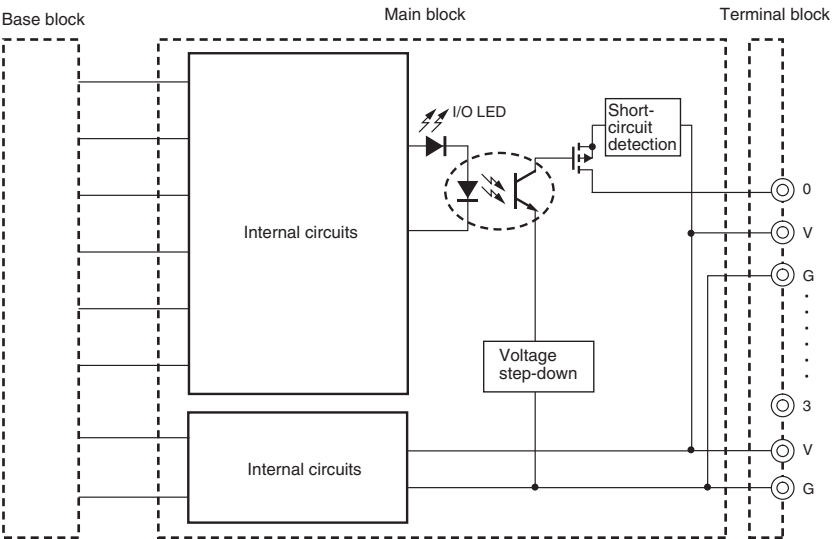 Base block
Main block
Terminal block
I/O LED
Short-
circuit
detection
0
V
Internal circuits
G
Voltage
step-down
3
V
Internal circuits
G